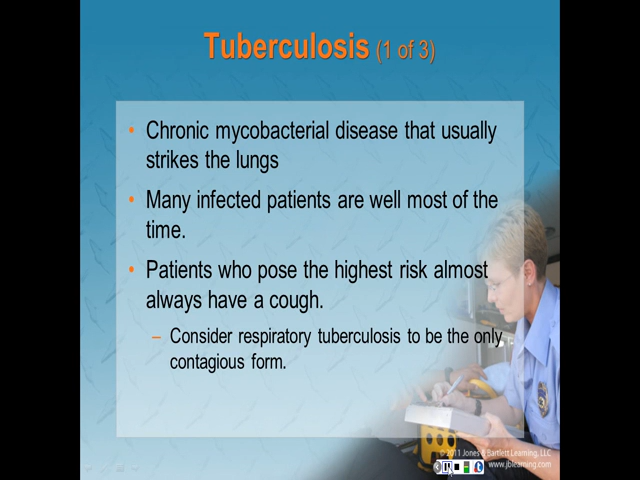 Tuberculosis (1 of 3)
• Chronic mycobacterial disease that usually
strikes the lungs
• Many infected patients are well most of the
time.
• Patients who pose the highest risk almost
always have a cough.
– Consider respiratory tuberculosis to be the only
contagious form.
© 2011 Jones & Bartlett Learning, LLC
www.jblearning.com